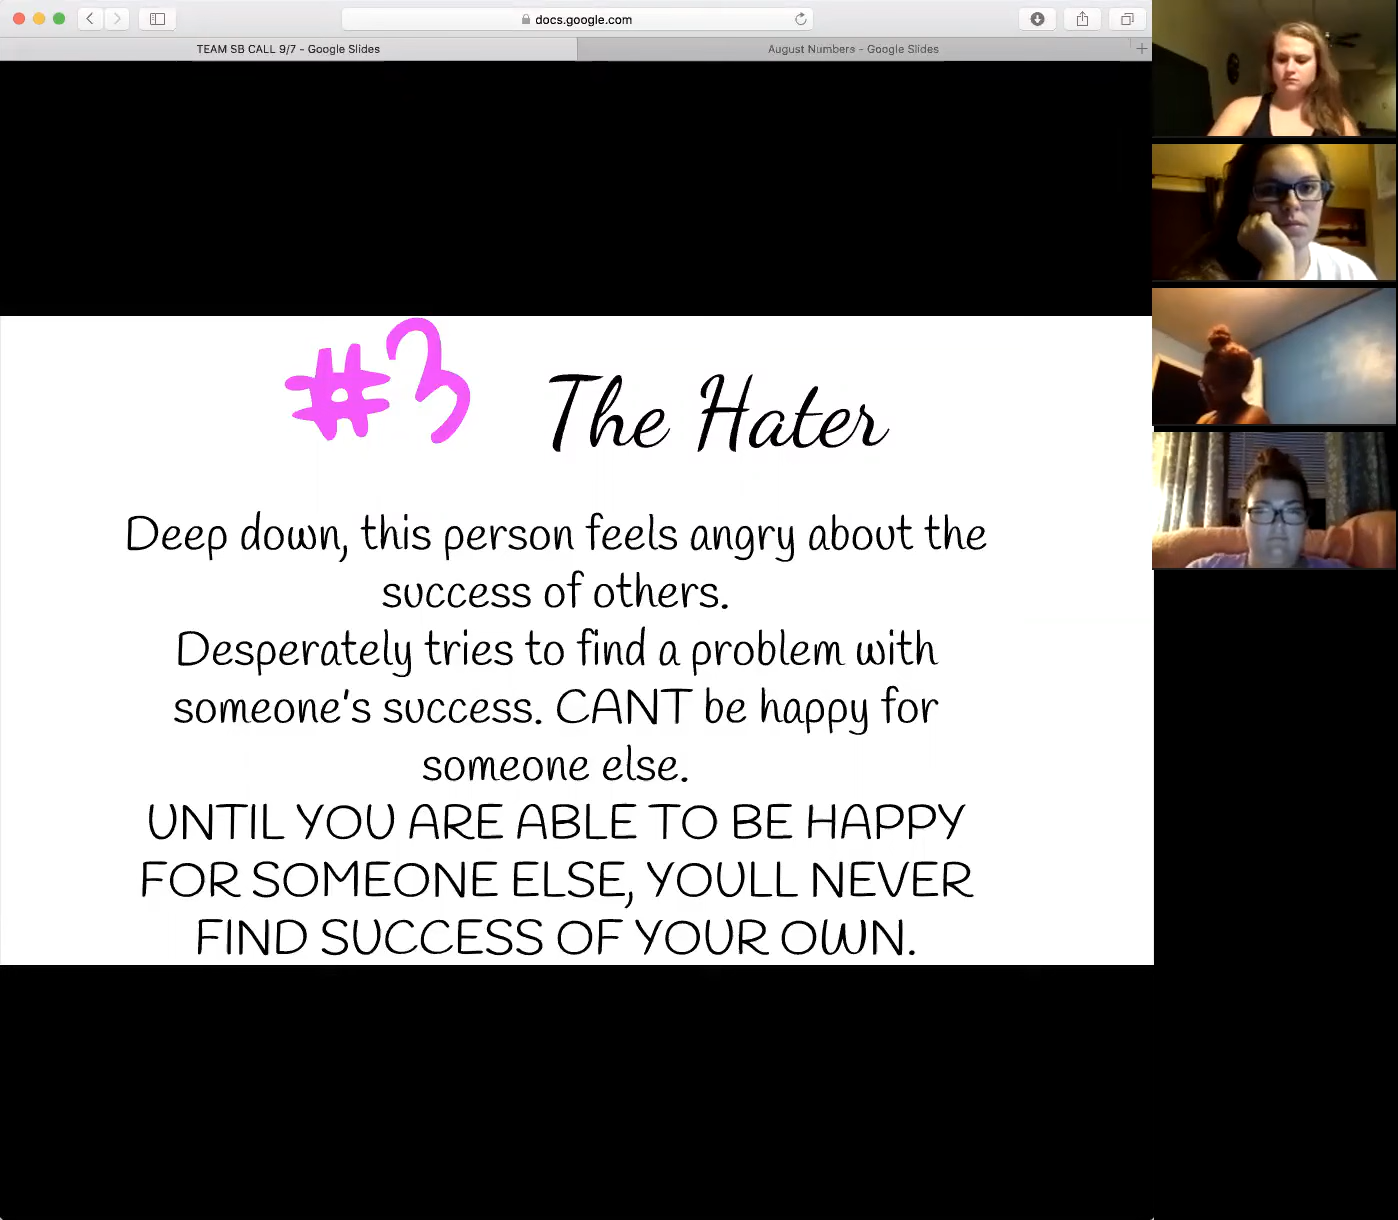 docs.google.com
TEAM SB CALL 9/7 - Google Slides
August Numbers - Google Slides
#3 The Hater
Deep down, this person feels angry about the
success of others.
Desperately tries to find a problem with
someone's success. CANT be happy for
someone else.
UNTIL YOU ARE ABLE TO BE HAPPY
FOR SOMEONE ELSE, YOULL NEVER
FIND SUCCESS OF YOUR OWN.